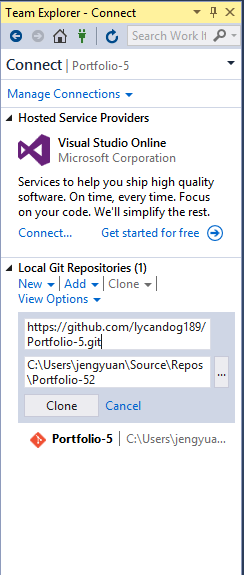 Team Explorer - Connect
Search Work It
Connect | Portfolio-5
Manage Connections
Hosted Service Providers
Visual Studio Online
Microsoft Corporation
Services to help you ship high quality
software. On time, every time. Focus
on your code. We'll simplify the rest.
Connect... Get started for free
Local Git Repositories (1)
New Add Clone
View Options
https://github.com/lycandog189/
Portfolio-5.git
C:\Users\jengyuan\Source\Repos
\Portfolio-52
...
Clone Cancel
Portfolio-5 | C:\Users\jengyua...